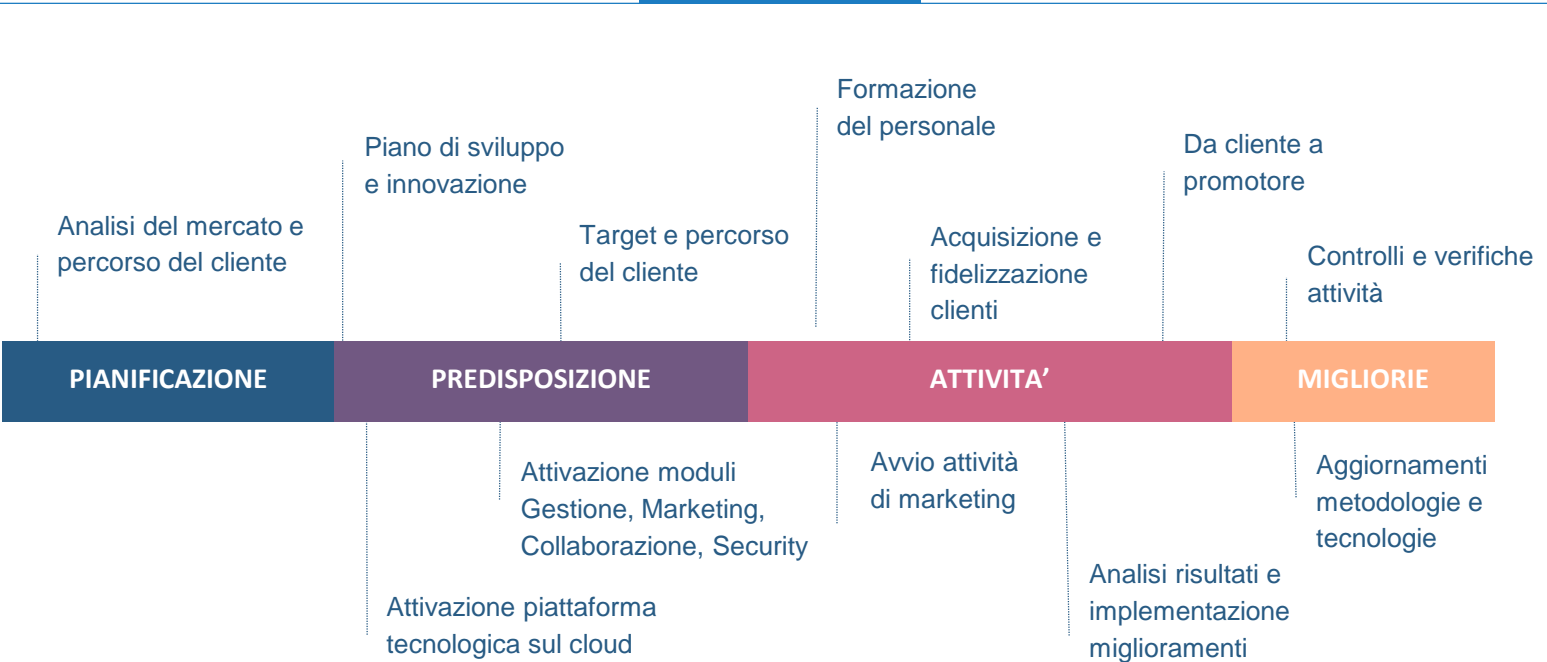 Formazione
del personale
Piano di sviluppo
e innovazione
Da cliente a
promotore
Analisi del mercato e
percorso del cliente
Target e percorso
del cliente
Acquisizione e
fidelizzazione
clienti
Controlli e verifiche
attività
PIANIFICAZIONE
PREDISPOSIZIONE
ATTIVITA’
MIGLIORIE
Attivazione moduli
Gestione, Marketing,
Collaborazione, Security
Avvio attività
di marketing
Aggiornamenti
metodologie e
tecnologie
Attivazione piattaforma
tecnologica sul cloud
Analisi risultati e
implementazione
miglioramenti